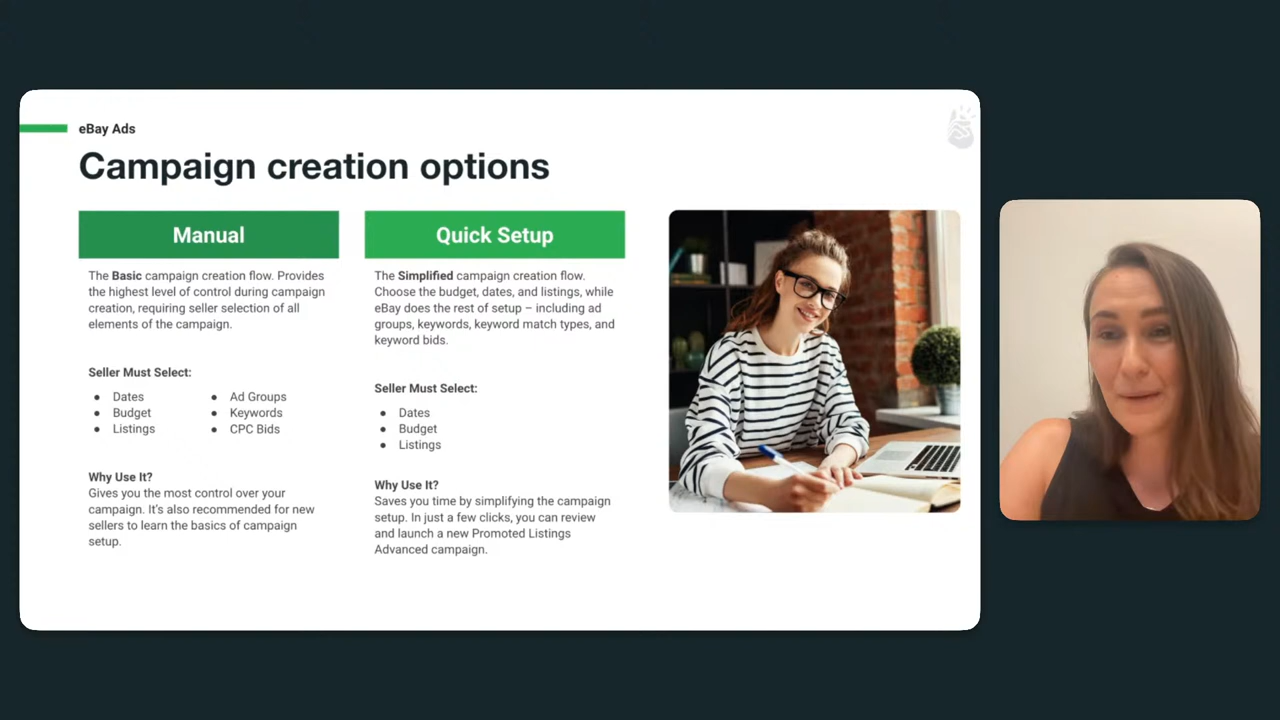 eBay Ads
Campaign creation options
Manual
The Basic campaign creation flow. Provides
the highest level of control during campaign
creation, requiring seller selection of all
elements of the campaign.
Seller Must Select:
● Dates
● Budget
● Listings
● Ad Groups
● Keywords
● CPC Bids
Why Use It?
Gives you the most control over your
campaign. It's also recommended for new
sellers to learn the basics of campaign
setup.
Quick Setup
The Simplified campaign creation flow.
Choose the budget, dates, and listings, while
eBay does the rest of setup – including ad
groups, keywords, keyword match types, and
keyword bids.
Seller Must Select:
● Dates
● Budget
● Listings
Why Use It?
Saves you time by simplifying the campaign
setup. In just a few clicks, you can review
and launch a new Promoted Listings
Advanced campaign.